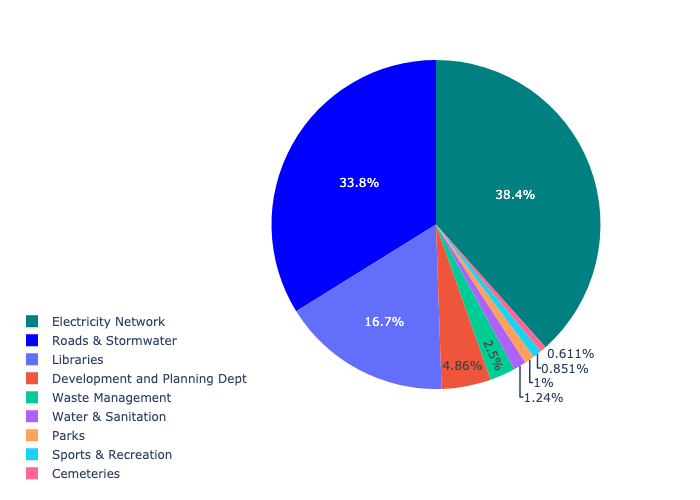 33.8%
38.4%
16.7%
4.86%
2.5%
0.611%
0.851%
1%
1.24%
Electricity Network
Roads & Stormwater
Libraries
Development and Planning Dept
Waste Management
Water & Sanitation
Parks
Sports & Recreation
Cemeteries